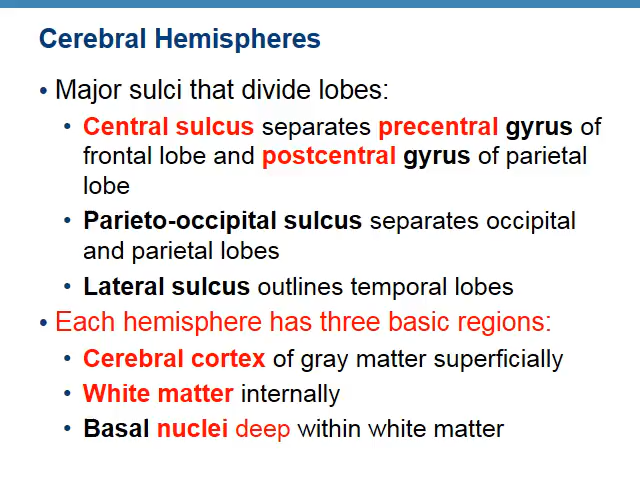 Cerebral Hemispheres
• Major sulci that divide lobes:
• Central sulcus separates precentral gyrus of
frontal lobe and postcentral gyrus of parietal
lobe
• Parieto-occipital sulcus separates occipital
and parietal lobes
• Lateral sulcus outlines temporal lobes
• Each hemisphere has three basic regions:
• Cerebral cortex of gray matter superficially
• White matter internally
• Basal nuclei deep within white matter